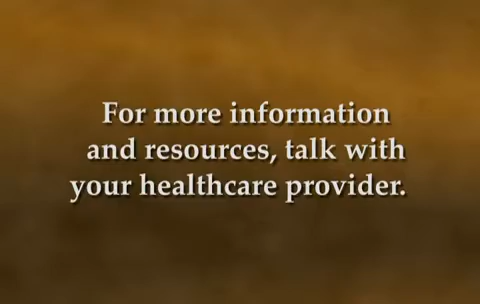 For more information
and resources, talk with
your healthcare provider.